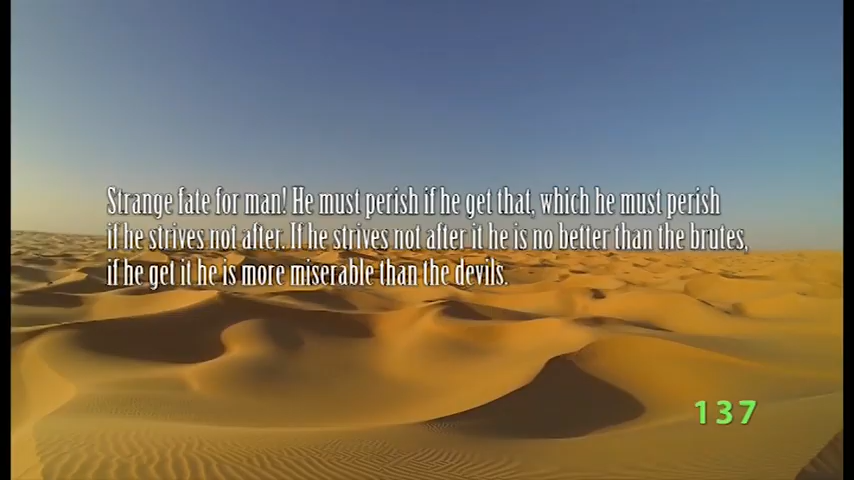 Strange fate for man! He must perish if he get that, which he must perish
if he strives not after. If he strives not after it he is no better than the brutes,
if he get it he is more miserable than the devils.
137